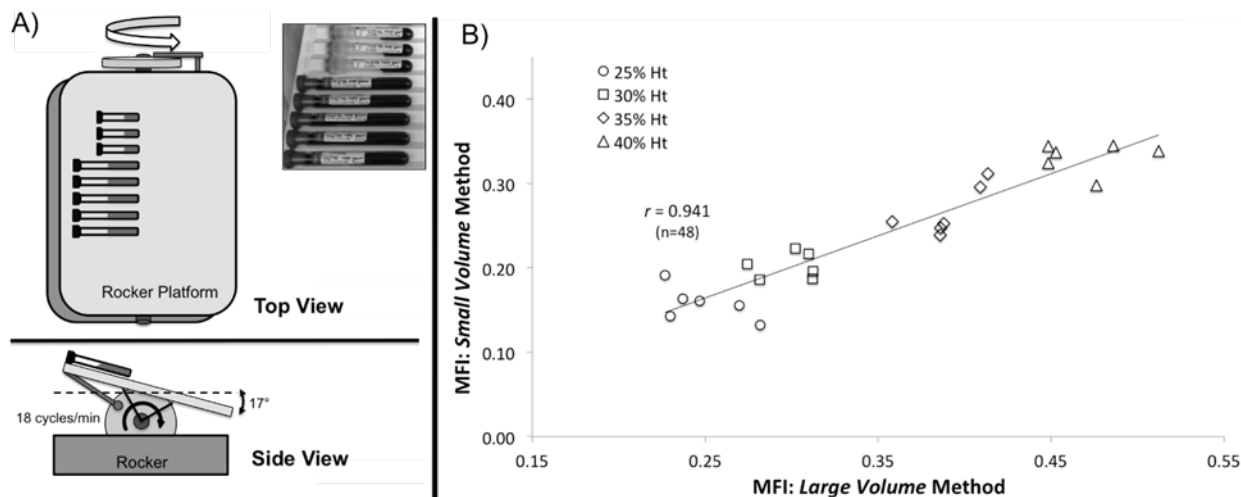 A)
Rocker Platform
Top View
18 cycles/min
17°
Rocker
Side View
B)
25% Ht
30% Ht
35% Ht
40% Ht
r = 0.941
(n=48)
MFI: Small Volume Method
0.40
0.30
0.20
0.10
0.00
0.15
0.25
0.35
0.45
0.55
MFI: Large Volume Method